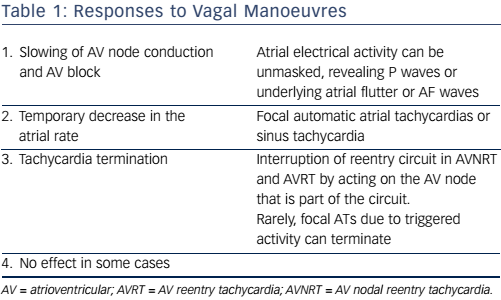 Table 1: Responses to Vagal Manoeuvres
1. Slowing of AV node conduction
and AV block
Atrial electrical activity can be
unmasked, revealing P waves or
underlying atrial flutter or AF waves
2. Temporary decrease in the
atrial rate
Focal automatic atrial tachycardias or
sinus tachycardia
3. Tachycardia termination
Interruption of reentry circuit in AVNRT
and AVRT by acting on the AV node
that is part of the circuit.
Rarely, focal ATs due to triggered
activity can terminate
4. No effect in some cases
AV = atrioventricular; AVRT = AV reentry tachycardia; AVNRT = AV nodal reentry tachycardia.